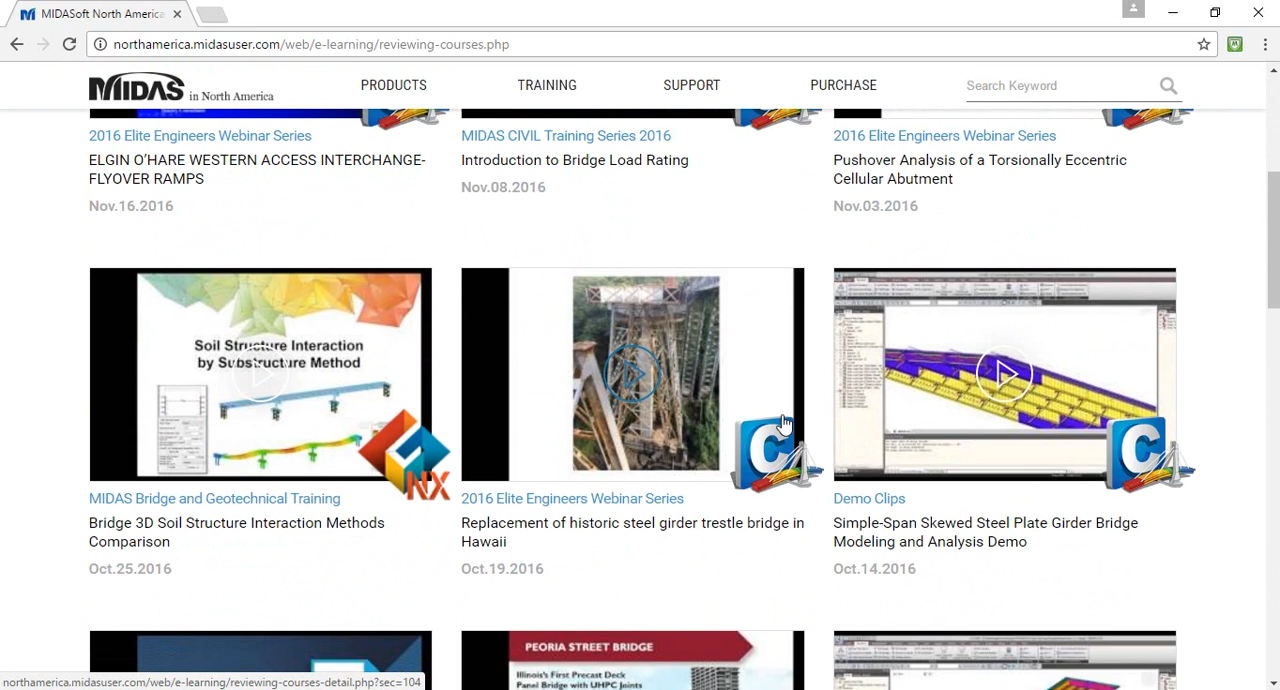 MIDASoft North America
northamerica.midasuser.com/web/e-learning/reviewing-courses.php
MIDAS in North America
PRODUCTS
TRAINING
SUPPORT
PURCHASE
Search Keyword
2016 Elite Engineers Webinar Series
ELGIN O'HARE WESTERN ACCESS INTERCHANGE-
FLYOVER RAMPS
Nov.16.2016
MIDAS CIVIL Training Series 2016
Introduction to Bridge Load Rating
Nov.08.2016
2016 Elite Engineers Webinar Series
Pushover Analysis of a Torsionally Eccentric
Cellular Abutment
Nov.03.2016
Soil Structure Interaction
by Substructure Method
NX
MIDAS Bridge and Geotechnical Training
Bridge 3D Soil Structure Interaction Methods
Comparison
Oct.25.2016
C
2016 Elite Engineers Webinar Series
Replacement of historic steel girder trestle bridge in
Hawaii
Oct.19.2016
C
Demo Clips
Simple-Span Skewed Steel Plate Girder Bridge
Modeling and Analysis Demo
Oct.14.2016
PEORIA STREET BRIDGE
Illinois's First Precast Deck
Panel Bridge with UHPC Joints
northamerica.midasuser.com/web/e-learning/reviewing-courses-detail.php?sec=104